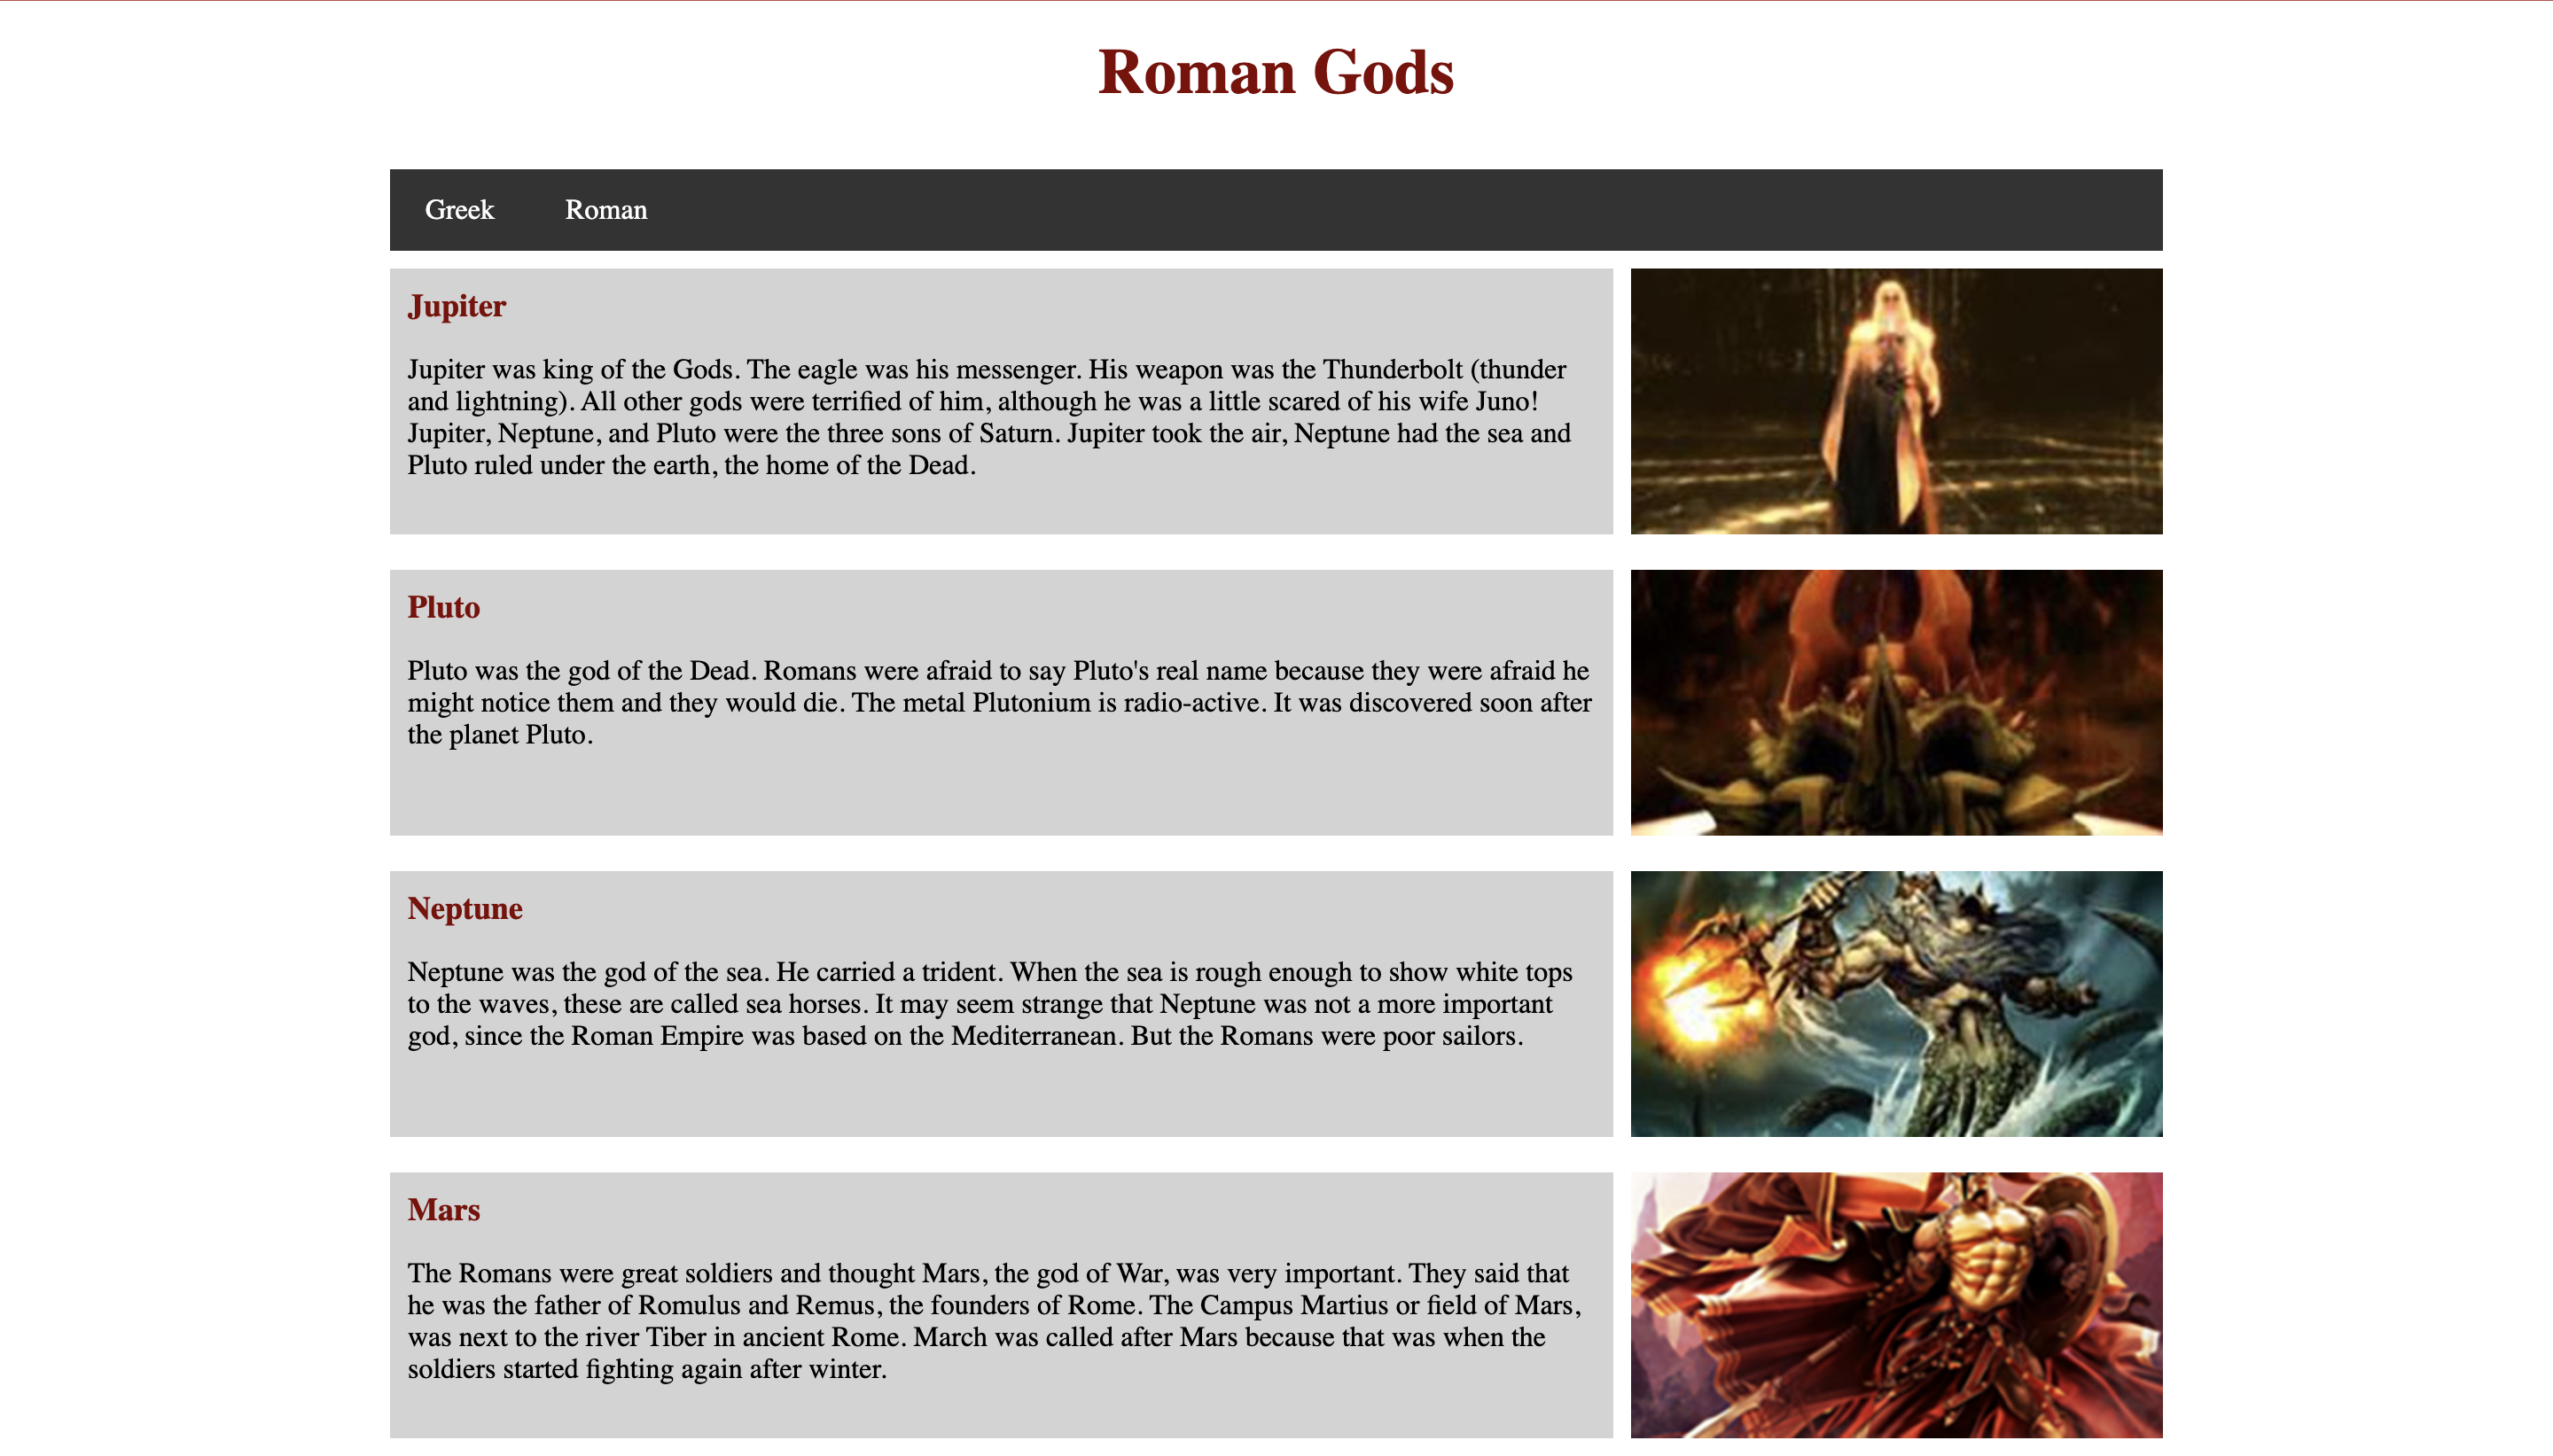 Roman Gods
Greek Roman
Jupiter
Jupiter was king of the Gods. The eagle was his messenger. His weapon was the Thunderbolt (thunder
and lightning). All other gods were terrified of him, although he was a little scared of his wife Juno!
Jupiter, Neptune, and Pluto were the three sons of Saturn. Jupiter took the air, Neptune had the sea and
Pluto ruled under the earth, the home of the Dead.
Pluto
Pluto was the god of the Dead. Romans were afraid to say Pluto's real name because they were afraid he
might notice them and they would die. The metal Plutonium is radio-active. It was discovered soon after
the planet Pluto.
Neptune
Neptune was the god of the sea. He carried a trident. When the sea is rough enough to show white tops
to the waves, these are called sea horses. It may seem strange that Neptune was not a more important
god, since the Roman Empire was based on the Mediterranean. But the Romans were poor sailors.
Mars
The Romans were great soldiers and thought Mars, the god of War, was very important. They said that
he was the father of Romulus and Remus, the founders of Rome. The Campus Martius or field of Mars,
was next to the river Tiber in ancient Rome. March was called after Mars because that was when the
soldiers started fighting again after winter.